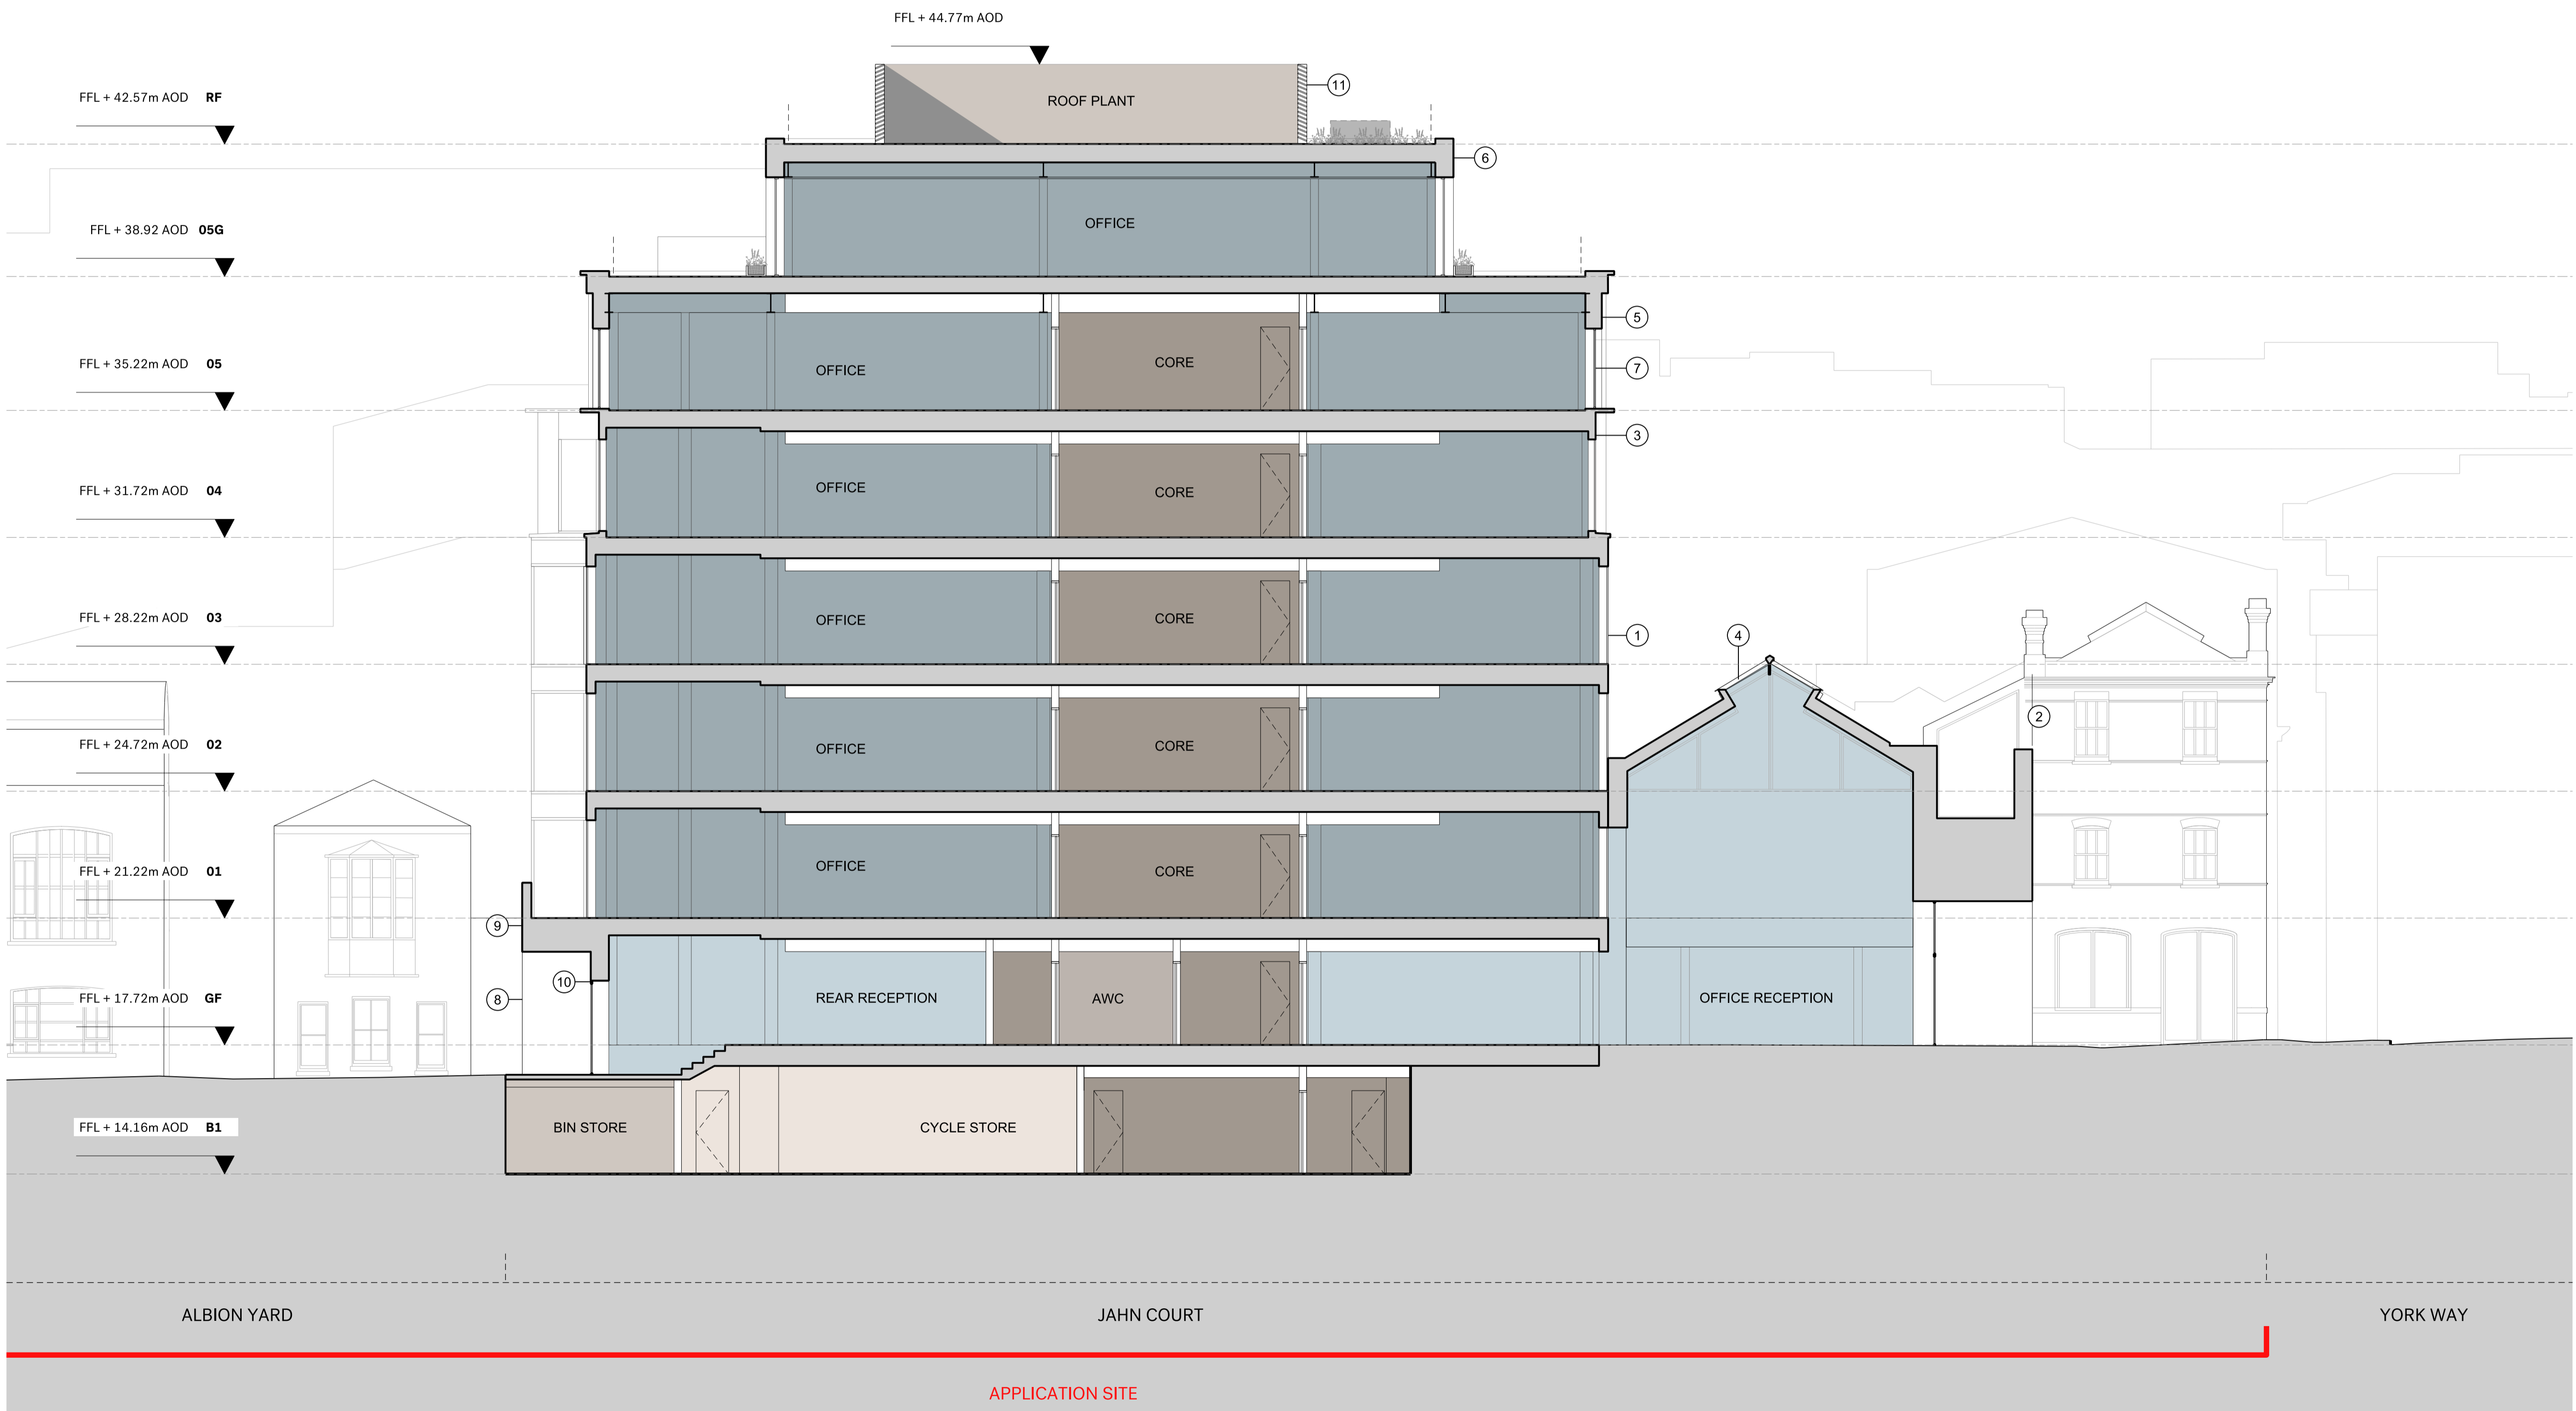 FFL + 44.77m AOD
FFL + 42.57m AOD RF
ROOF PLANT
11
6
FFL + 38.92 AOD 05G
OFFICE
5
FFL + 35.22m AOD 05
OFFICE
CORE
7
3
FFL + 31.72m AOD 04
OFFICE
CORE
FFL + 28.22m AOD 03
OFFICE
CORE
1
4
2
FFL + 24.72m AOD 02
OFFICE
CORE
FFL + 21.22m AOD 01
OFFICE
CORE
9
10
8
FFL + 17.72m AOD GF
REAR RECEPTION
AWC
OFFICE RECEPTION
FFL + 14.16m AOD B1
BIN STORE
CYCLE STORE
ALBION YARD
JAHN COURT
YORK WAY
APPLICATION SITE